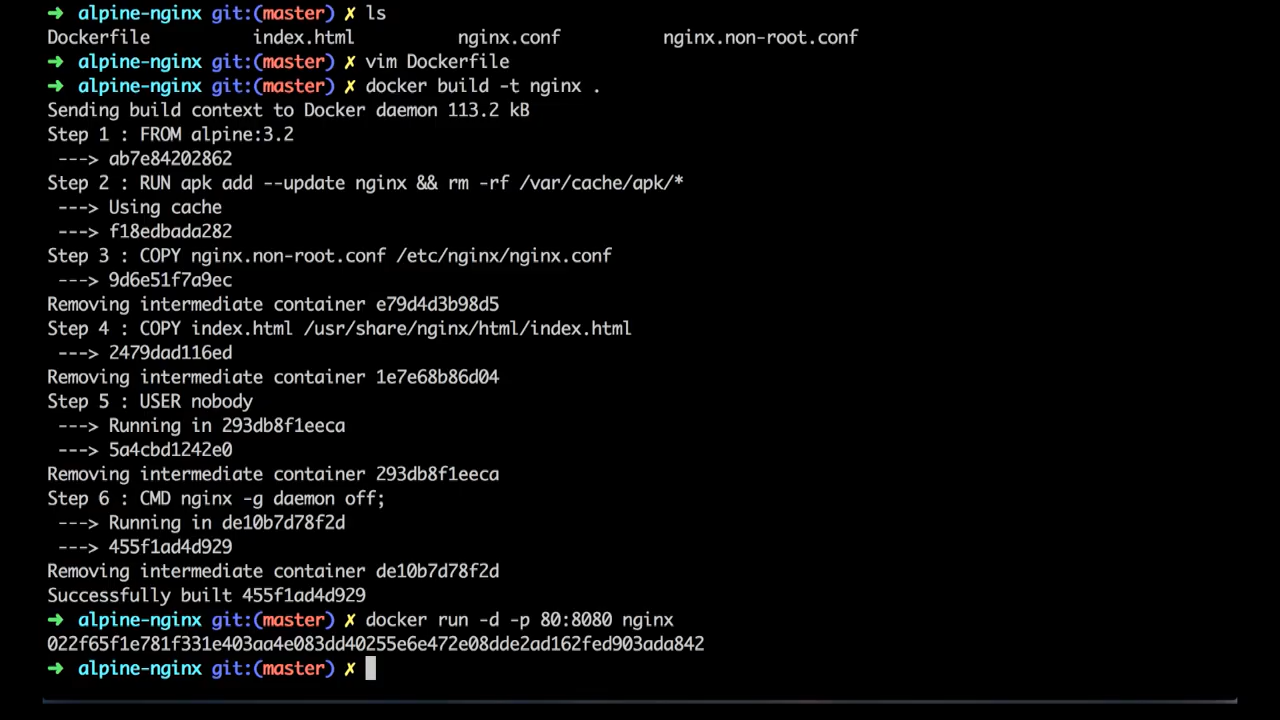 ➜ alpine-nginx git:(master) ✗ ls
Dockerfile index.html nginx.conf nginx.non-root.conf
➜ alpine-nginx git:(master) ✗ vim Dockerfile
➜ alpine-nginx git:(master) ✗ docker build -t nginx .
Sending build context to Docker daemon 113.2 kB
Step 1 : FROM alpine:3.2
---> ab7e84202862
Step 2 : RUN apk add --update nginx && rm -rf /var/cache/apk/*
---> Using cache
---> f18edbada282
Step 3 : COPY nginx.non-root.conf /etc/nginx/nginx.conf
---> 9d6e51f7a9ec
Removing intermediate container e79d4d3b98d5
Step 4 : COPY index.html /usr/share/nginx/html/index.html
---> 2479dad116ed
Removing intermediate container 1e7e68b86d04
Step 5 : USER nobody
---> Running in 293db8f1eeca
---> 5a4cbd1242e0
Removing intermediate container 293db8f1eeca
Step 6 : CMD nginx -g daemon off;
---> Running in de10b7d78f2d
---> 455f1ad4d929
Removing intermediate container de10b7d78f2d
Successfully built 455f1ad4d929
➜ alpine-nginx git:(master) ✗ docker run -d -p 80:8080 nginx
022f65f1e781f331e403aa4e083dd40255e6e472e08dde2ad162fed903ada842
➜ alpine-nginx git:(master) ✗